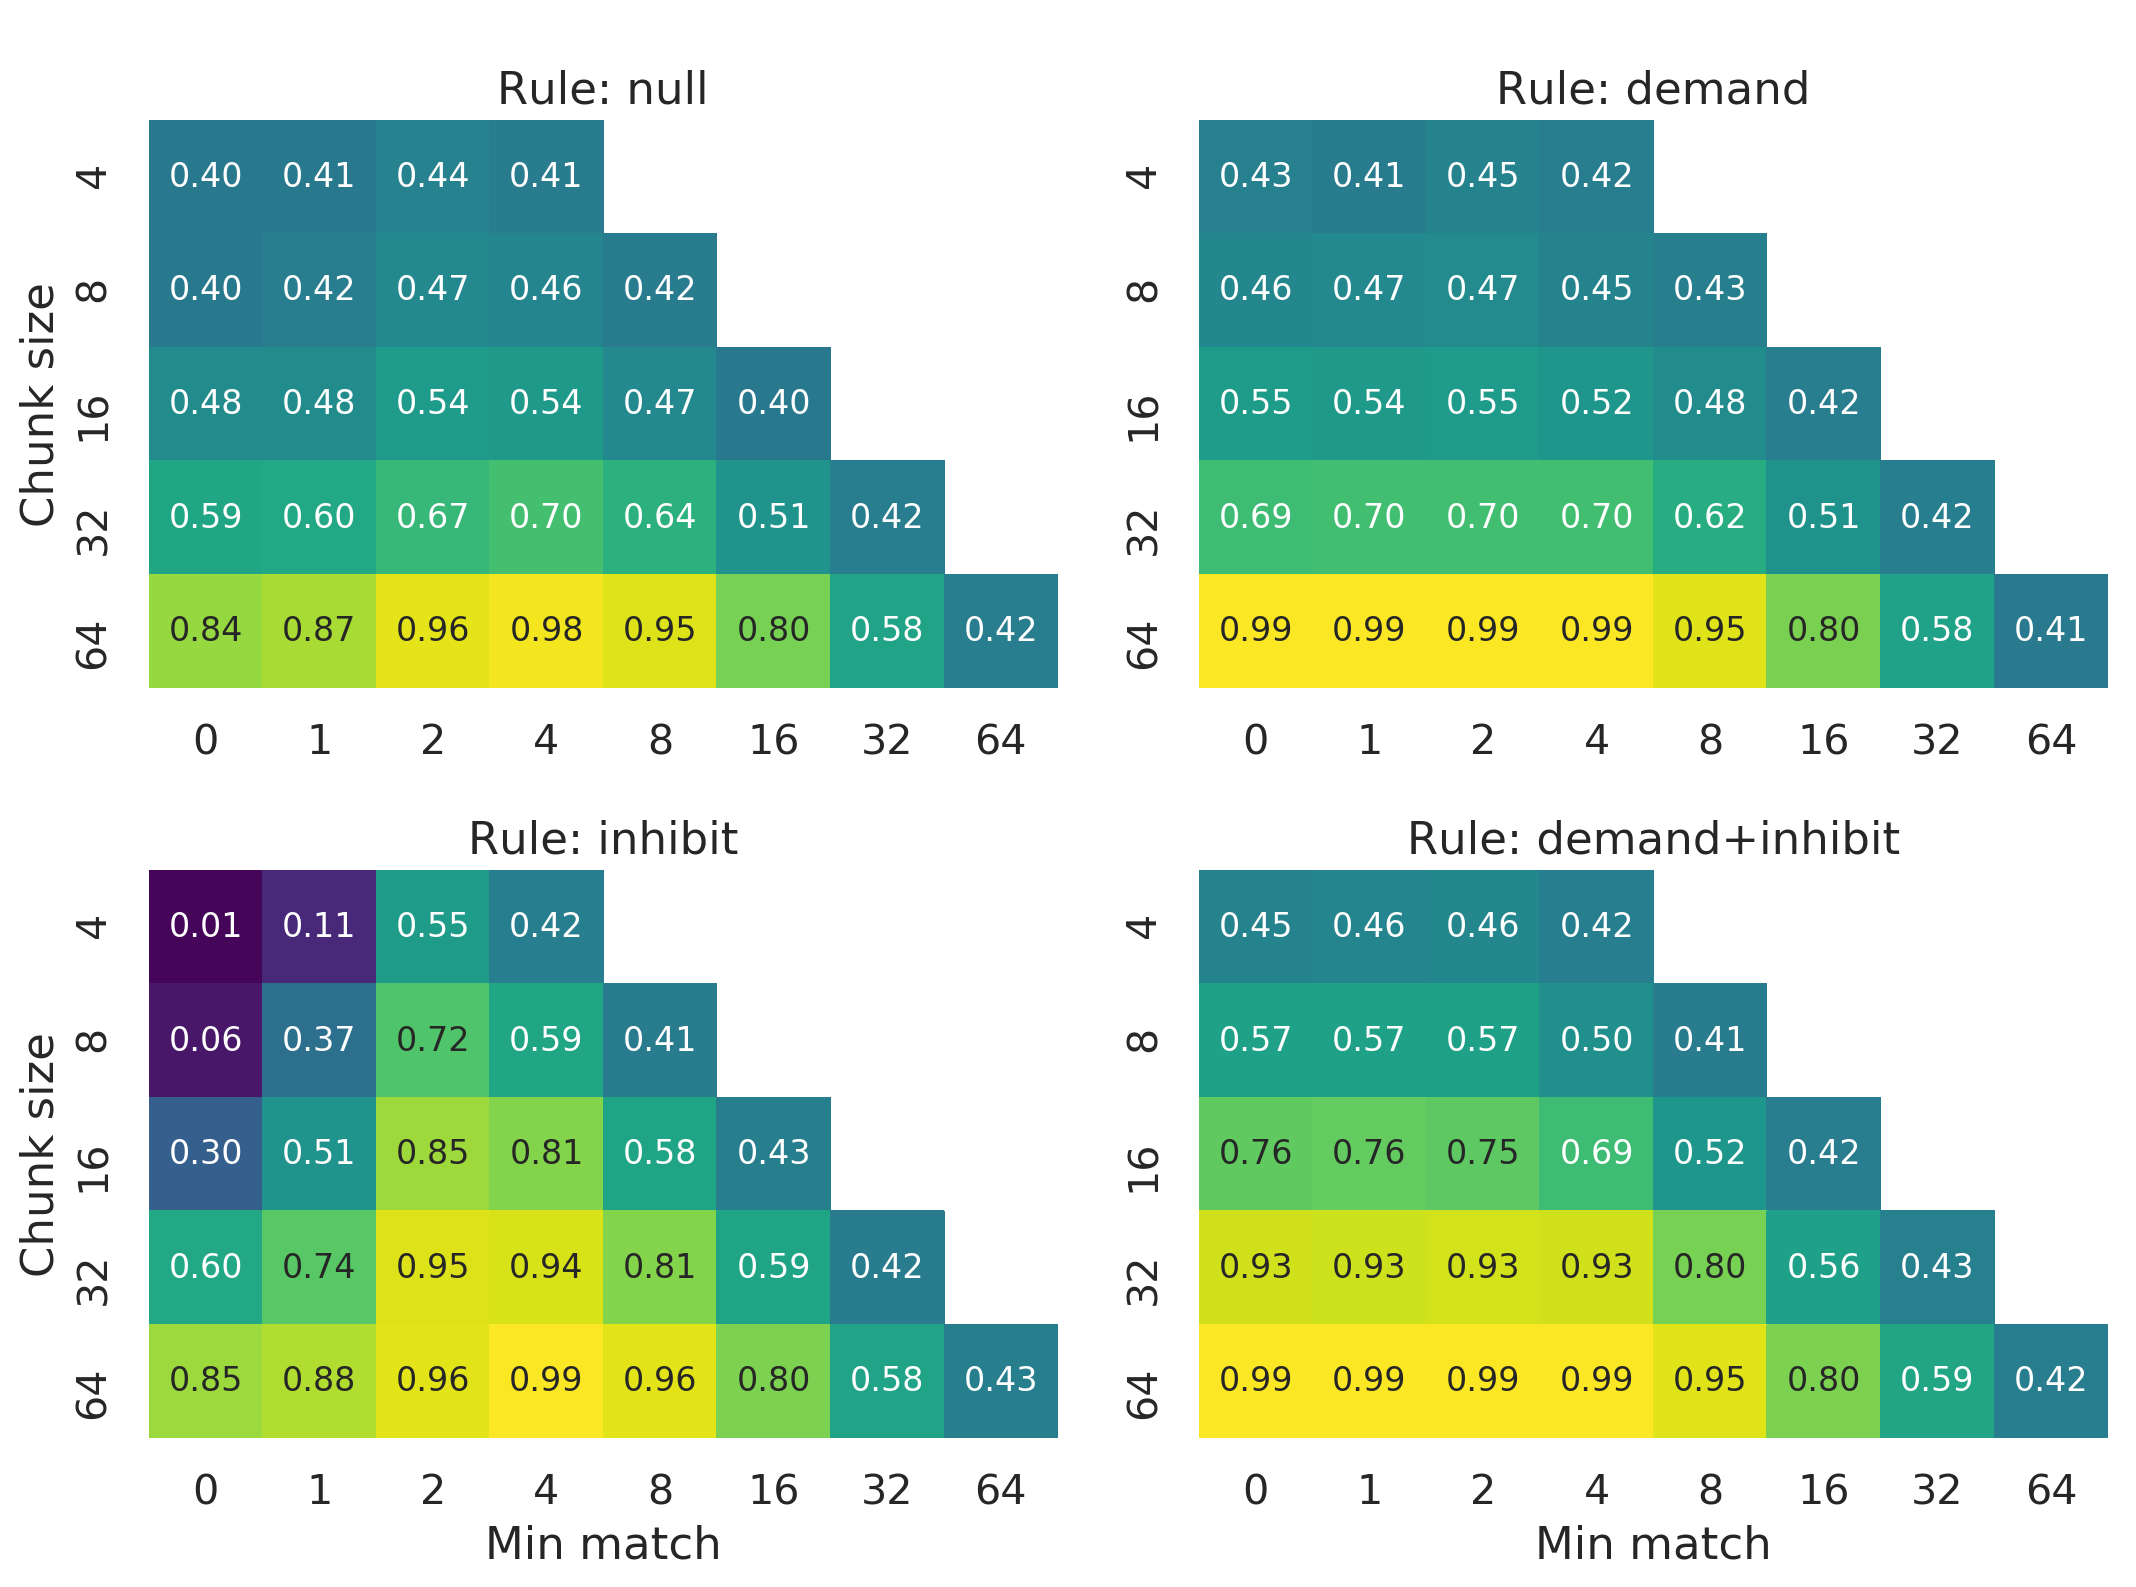 Rule: null
4 0.40 0.41 0.44 0.41
8 0.40 0.42 0.47 0.46 0.42
16 0.48 0.48 0.54 0.54 0.47 0.40
32 0.59 0.60 0.67 0.70 0.64 0.51 0.42
64 0.84 0.87 0.96 0.98 0.95 0.80 0.58 0.42
Chunk size
0 1 2 4 8 16 32 64
Rule: demand
4 0.43 0.41 0.45 0.42
8 0.46 0.47 0.47 0.45 0.43
16 0.55 0.54 0.55 0.52 0.48 0.42
32 0.69 0.70 0.70 0.70 0.62 0.51 0.42
64 0.99 0.99 0.99 0.99 0.95 0.80 0.58 0.41
0 1 2 4 8 16 32 64
Rule: inhibit
4 0.01 0.11 0.55 0.42
8 0.06 0.37 0.72 0.59 0.41
16 0.30 0.51 0.85 0.81 0.58 0.43
32 0.60 0.74 0.95 0.94 0.81 0.59 0.42
64 0.85 0.88 0.96 0.99 0.96 0.80 0.58 0.43
Chunk size
0 1 2 4 8 16 32 64
Min match
Rule: demand+inhibit
4 0.45 0.46 0.46 0.42
8 0.57 0.57 0.57 0.50 0.41
16 0.76 0.76 0.75 0.69 0.52 0.42
32 0.93 0.93 0.93 0.93 0.80 0.56 0.43
64 0.99 0.99 0.99 0.99 0.95 0.80 0.59 0.42
0 1 2 4 8 16 32 64
Min match